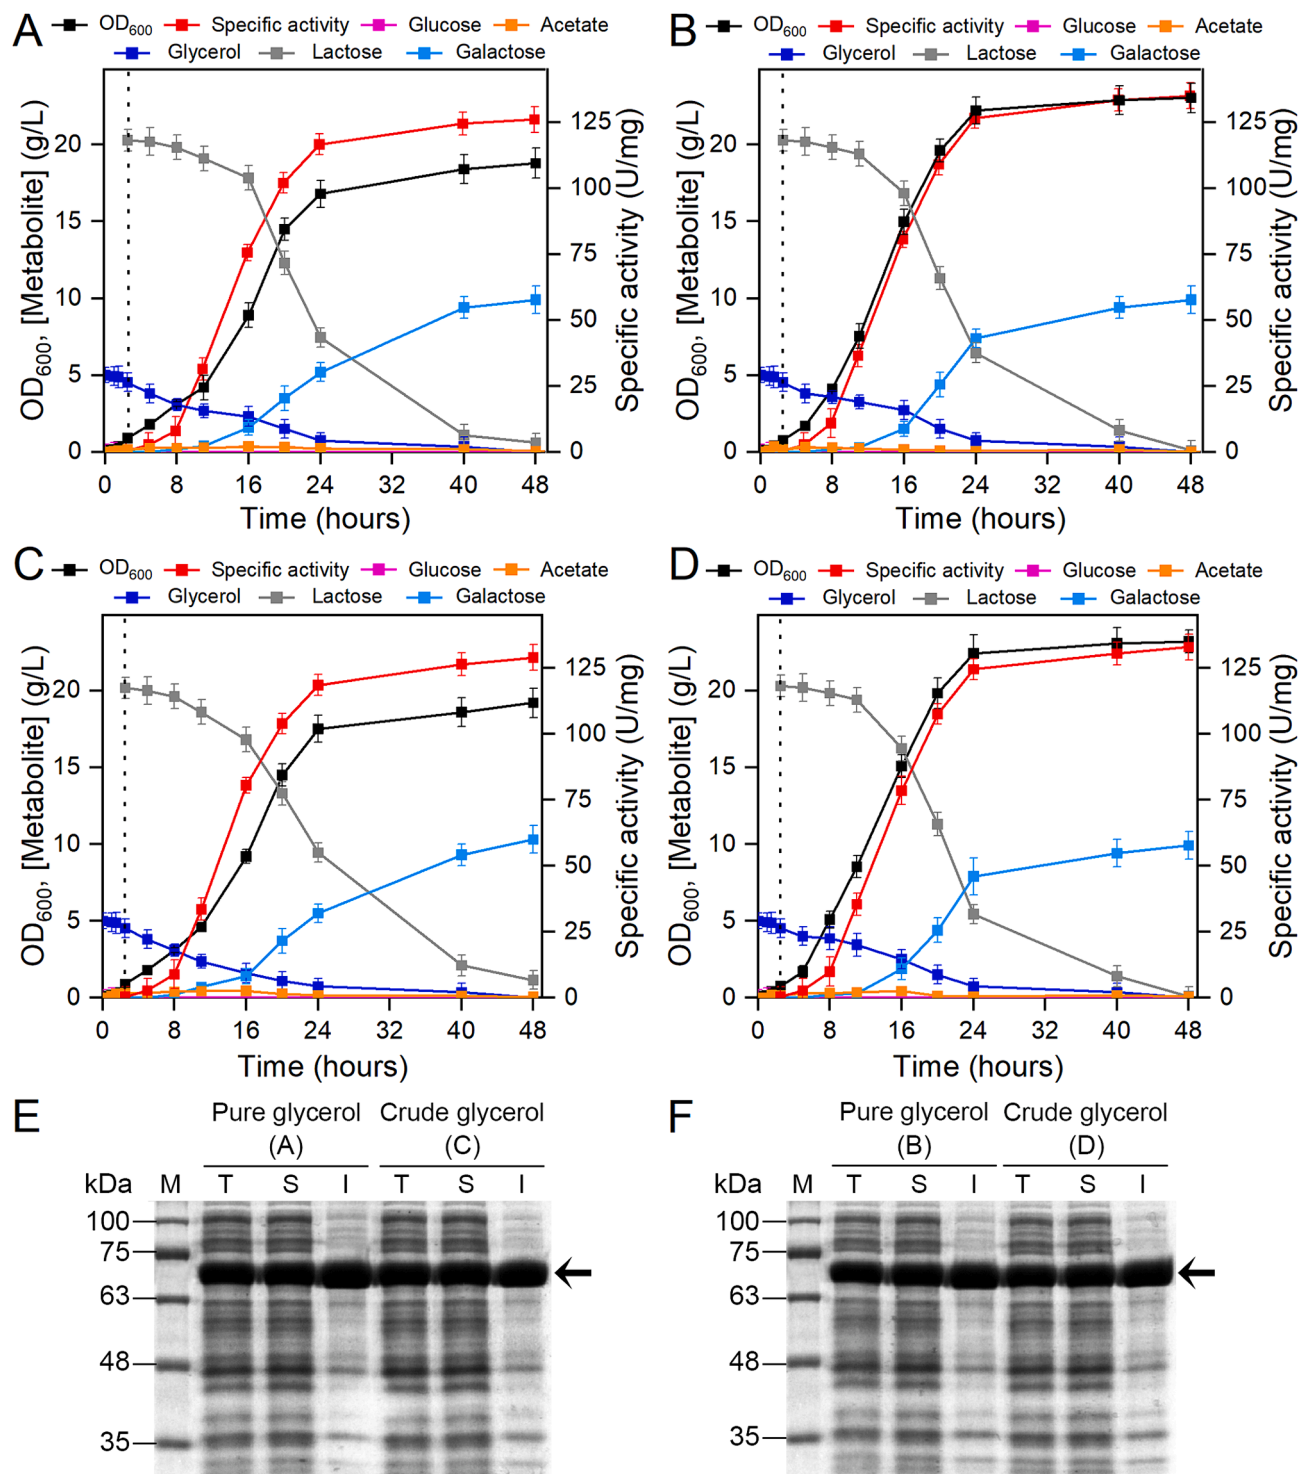 A
OD600 Specific activity Glucose Acetate
Glycerol Lactose Galactose
OD600, [Metabolite] (g/L)
20
15
10
5
0
0 8 16 24 32 40 48
Time (hours)
125
100
75
50
25
0
Specific activity (U/mg)
B
OD600 Specific activity Glucose Acetate
Glycerol Lactose Galactose
OD600, [Metabolite] (g/L)
20
15
10
5
0
0 8 16 24 32 40 48
Time (hours)
125
100
75
50
25
0
Specific activity (U/mg)
C
OD600 Specific activity Glucose Acetate
Glycerol Lactose Galactose
OD600, [Metabolite] (g/L)
20
15
10
5
0
0 8 16 24 32 40 48
Time (hours)
125
100
75
50
25
0
Specific activity (U/mg)
D
OD600 Specific activity Glucose Acetate
Glycerol Lactose Galactose
OD600, [Metabolite] (g/L)
20
15
10
5
0
0 8 16 24 32 40 48
Time (hours)
125
100
75
50
25
0
Specific activity (U/mg)
E
Pure glycerol Crude glycerol
(A) (C)
kDa M T S I T S I
100
75
63
48
35
F
Pure glycerol Crude glycerol
(B) (D)
kDa M T S I T S I
100
75
63
48
35